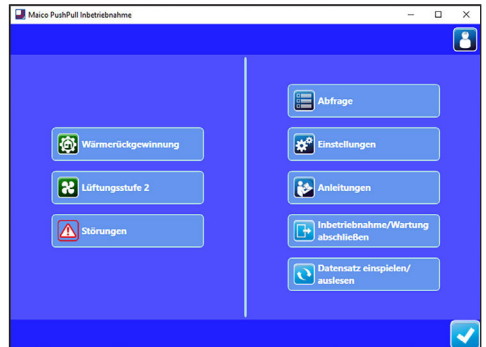 Maico PushPull Inbetriebnahme
Wärmerückgewinnung
Lüftungsstufe 2
Störungen
Abfrage
Einstellungen
Anleitungen
Inbetriebnahme/Wartung
abschließen
Datensatz einspielen/
auslesen